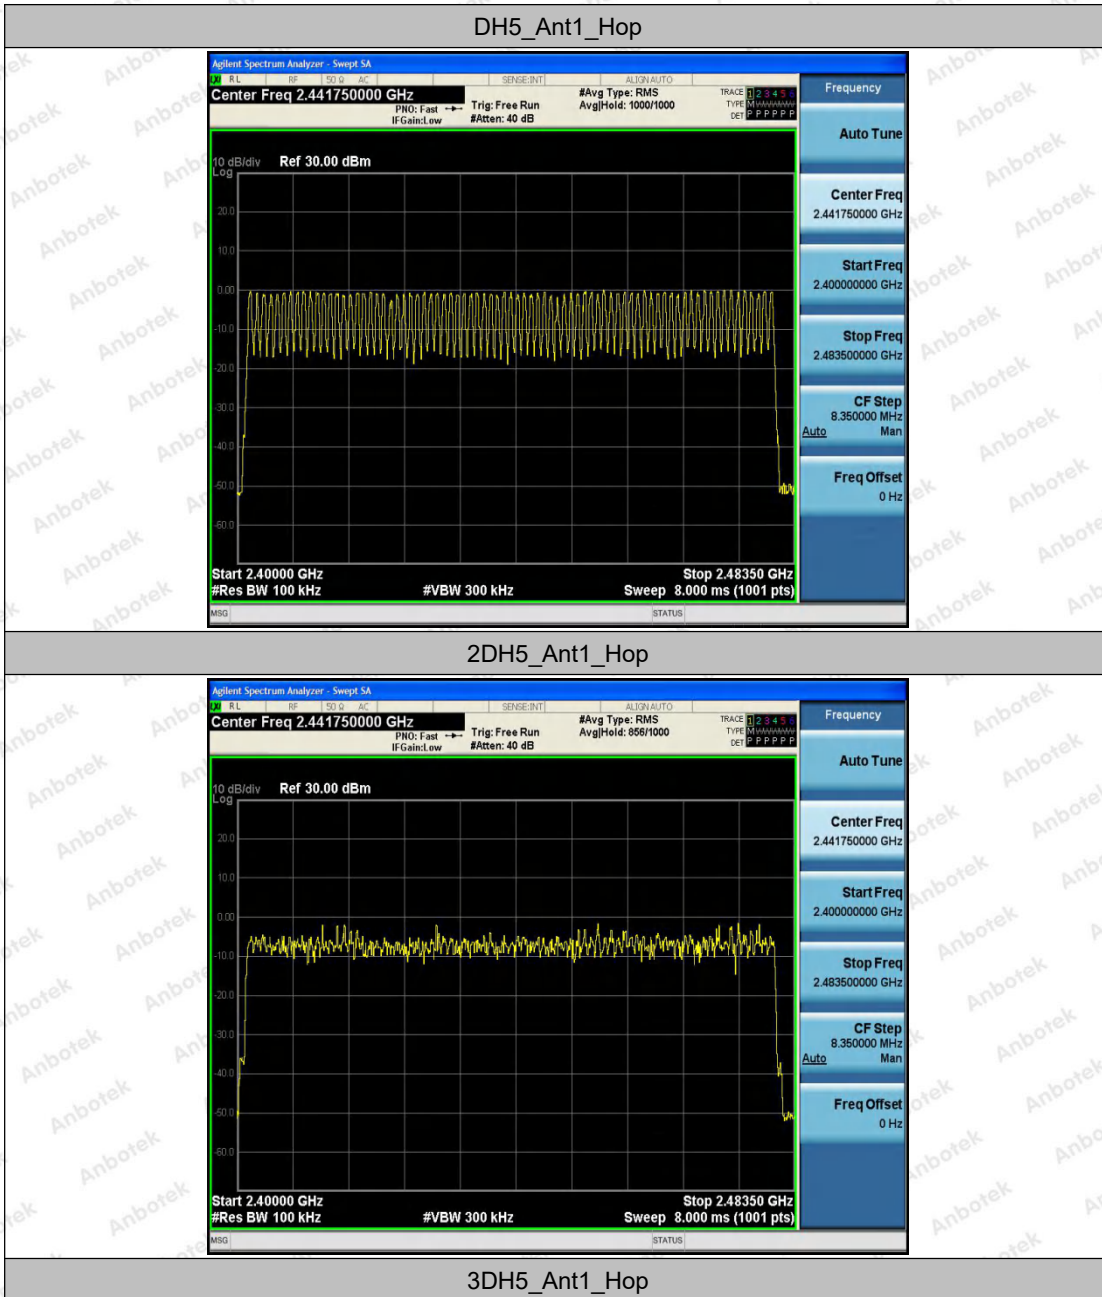 DH5_Ant1_Hop
Agilent Spectrum Analyzer - Swept SA
RL RF 50 Ω AC SENSE:INT ALIGN AUTO
Center Freq 2.441750000 GHz
PNO: Fast
IFGain:Low
Trig: Free Run
#Atten: 40 dB
#Avg Type: RMS
Avg|Hold: 1000/1000
TRACE 1 2 3 4 5 6
TYPE M
DET P P P P P P
Frequency
Auto Tune
10 dB/div Ref 30.00 dBm
Log
20.0
10.0
0.00
-10.0
-20.0
-30.0
-40.0
-50.0
-60.0
Center Freq
2.441750000 GHz
Start Freq
2.400000000 GHz
Stop Freq
2.483500000 GHz
CF Step
8.350000 MHz
Auto Man
Freq Offset
0 Hz
Start 2.40000 GHz Stop 2.48350 GHz
#Res BW 100 kHz #VBW 300 kHz Sweep 8.000 ms (1001 pts)
MSG STATUS
2DH5_Ant1_Hop
Agilent Spectrum Analyzer - Swept SA
RL RF 50 Ω AC SENSE:INT ALIGN AUTO
Center Freq 2.441750000 GHz
PNO: Fast
IFGain:Low
Trig: Free Run
#Atten: 40 dB
#Avg Type: RMS
Avg|Hold: 856/1000
TRACE 1 2 3 4 5 6
TYPE M
DET P P P P P P
Frequency
Auto Tune
10 dB/div Ref 30.00 dBm
Log
20.0
10.0
0.00
-10.0
-20.0
-30.0
-40.0
-50.0
-60.0
Center Freq
2.441750000 GHz
Start Freq
2.400000000 GHz
Stop Freq
2.483500000 GHz
CF Step
8.350000 MHz
Auto Man
Freq Offset
0 Hz
Start 2.40000 GHz Stop 2.48350 GHz
#Res BW 100 kHz #VBW 300 kHz Sweep 8.000 ms (1001 pts)
MSG STATUS
3DH5_Ant1_Hop
Anbotek